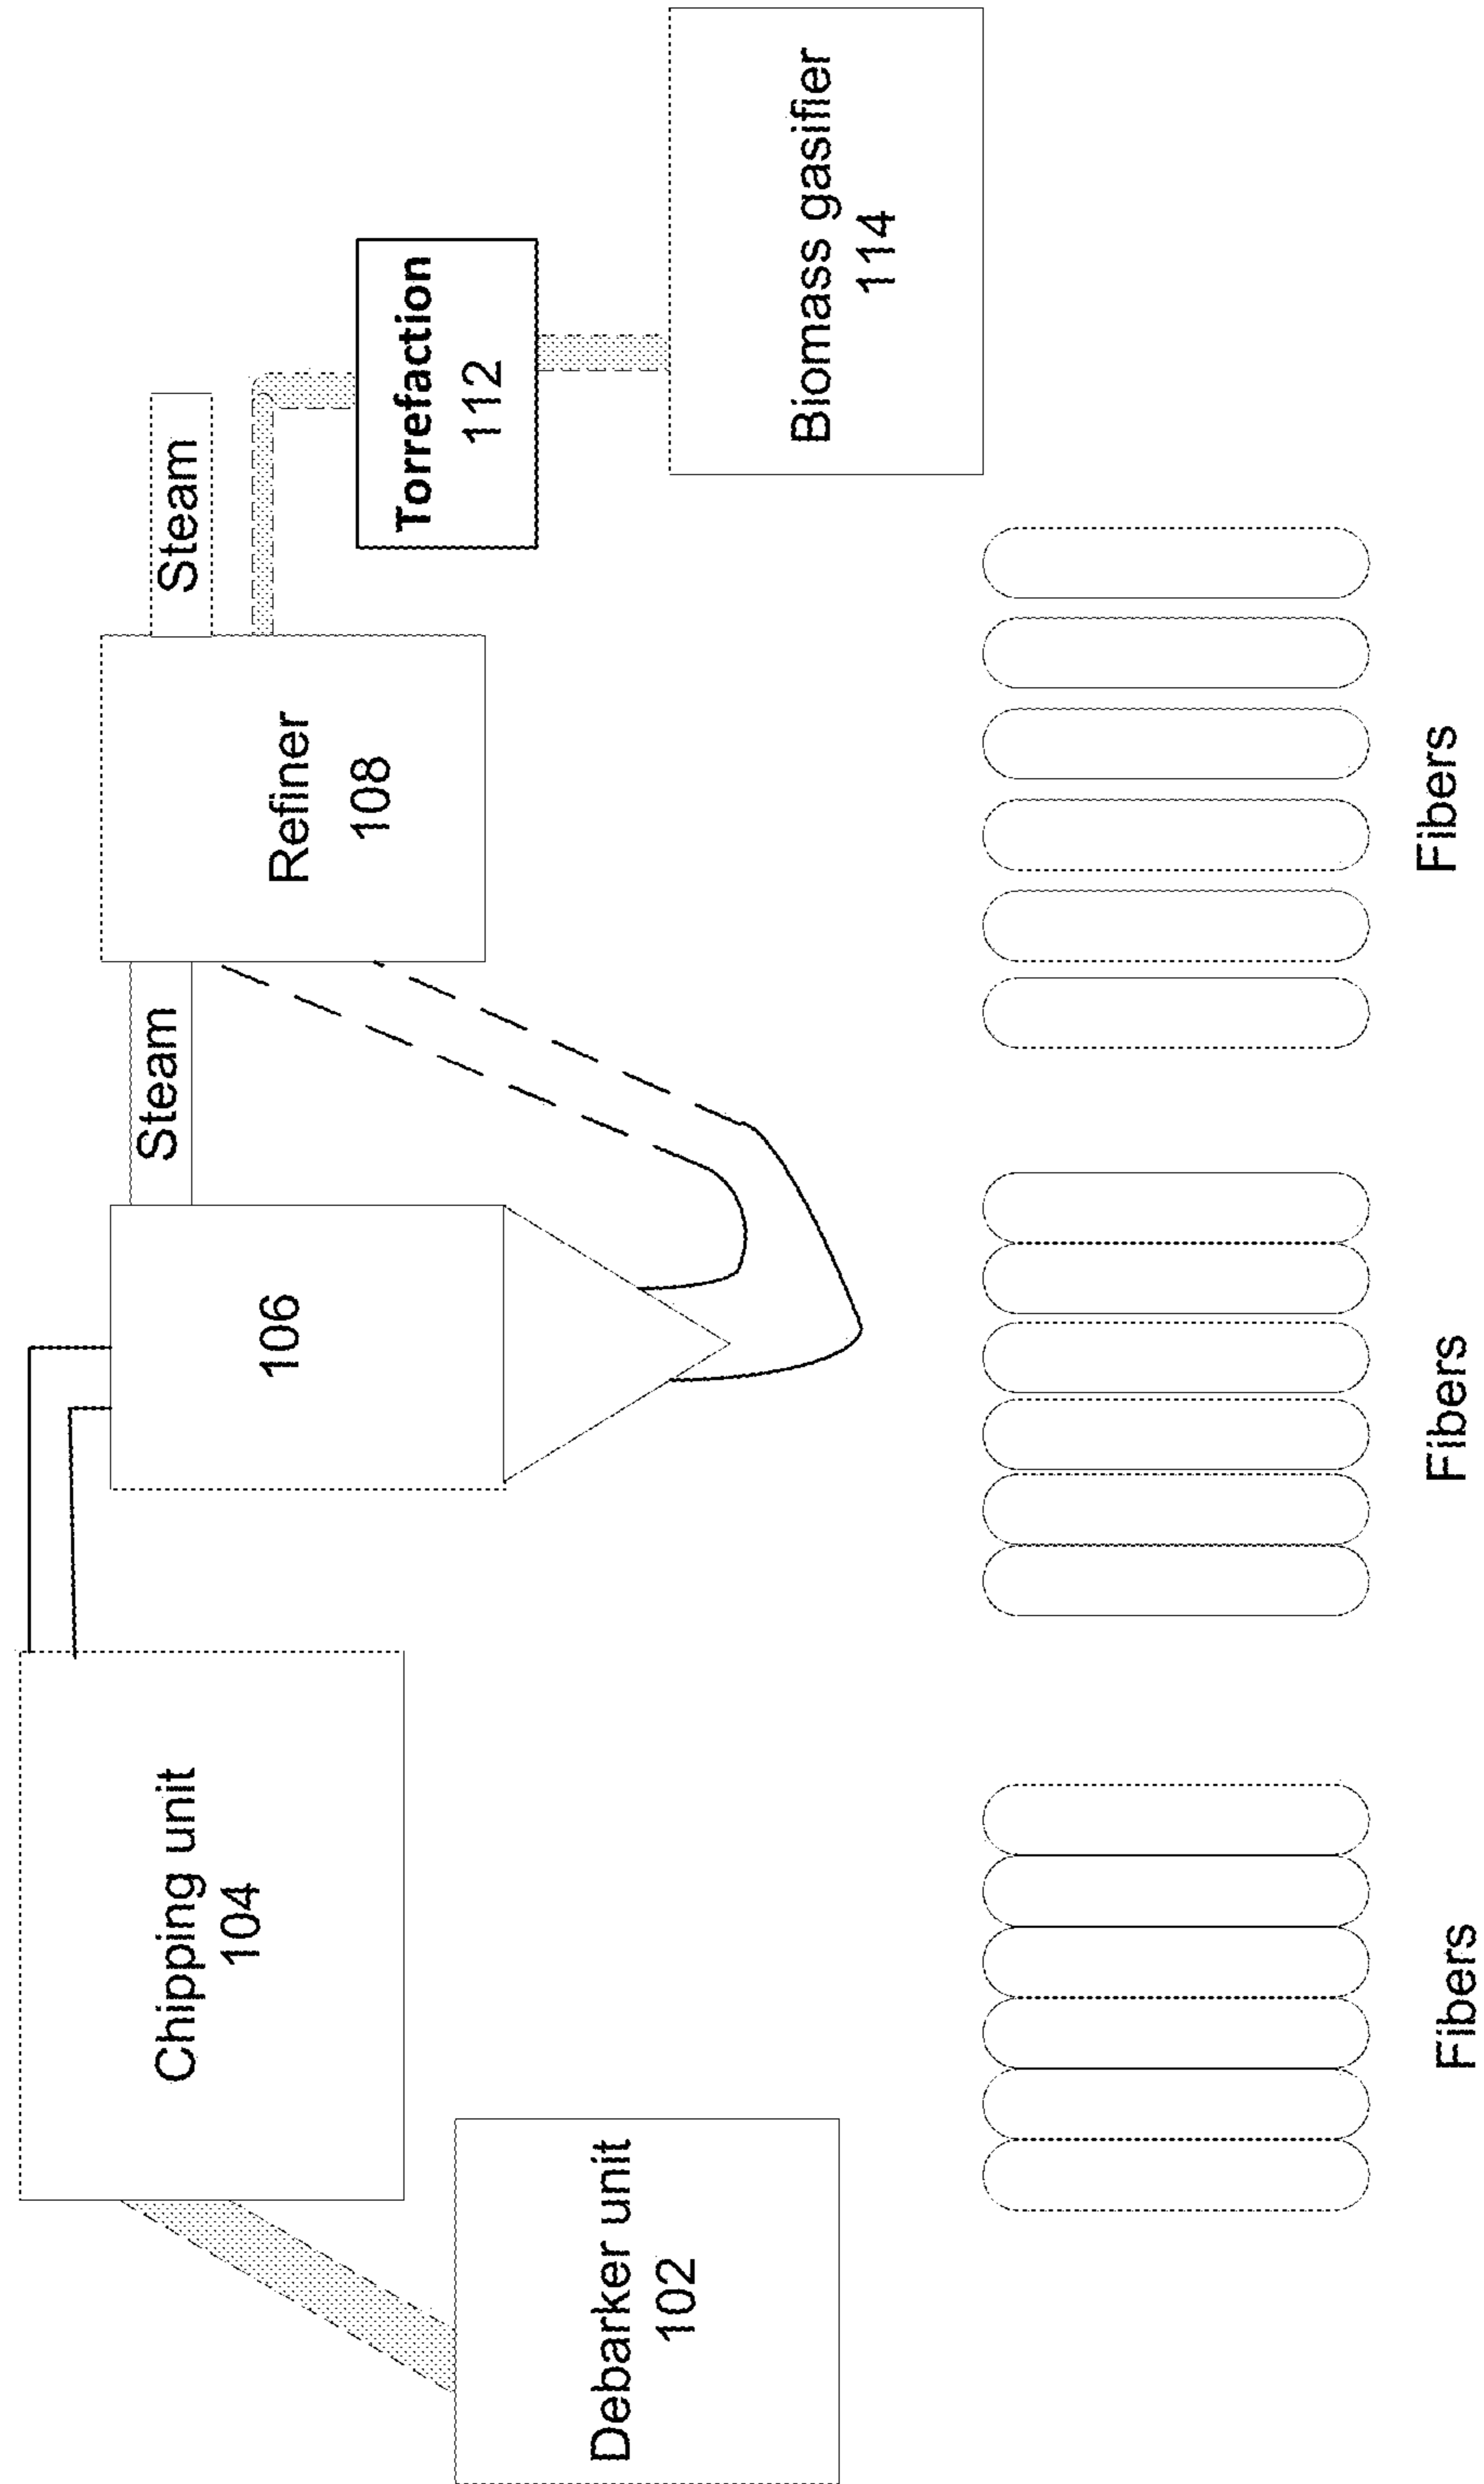 Debarker unit
102
Chipping unit
104
106
Steam
Refiner
108
Steam
Torrefaction
112
Biomass gasifier
114
Fibers
Fibers
Fibers